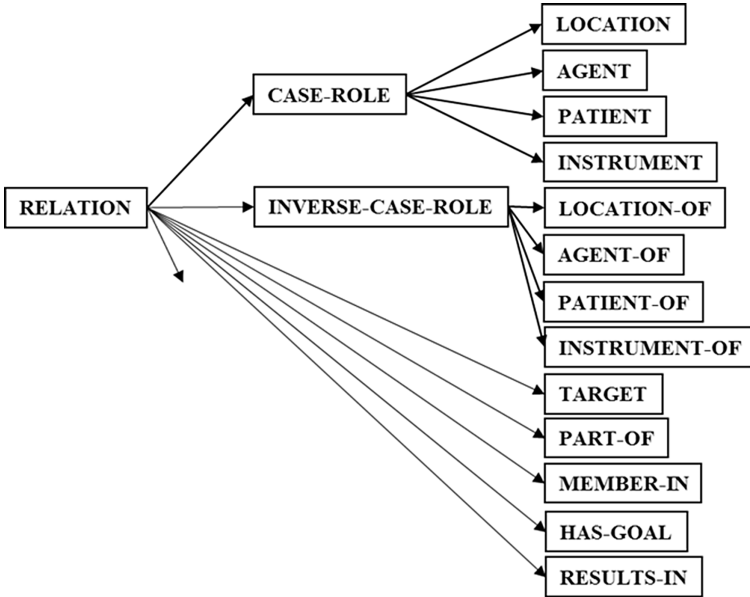 LOCATION
AGENT
CASE-ROLE
PATIENT
INSTRUMENT
RELATION
INVERSE-CASE-ROLE
LOCATION-OF
AGENT-OF
PATIENT-OF
INSTRUMENT-OF
TARGET
PART-OF
MEMBER-IN
HAS-GOAL
RESULTS-IN